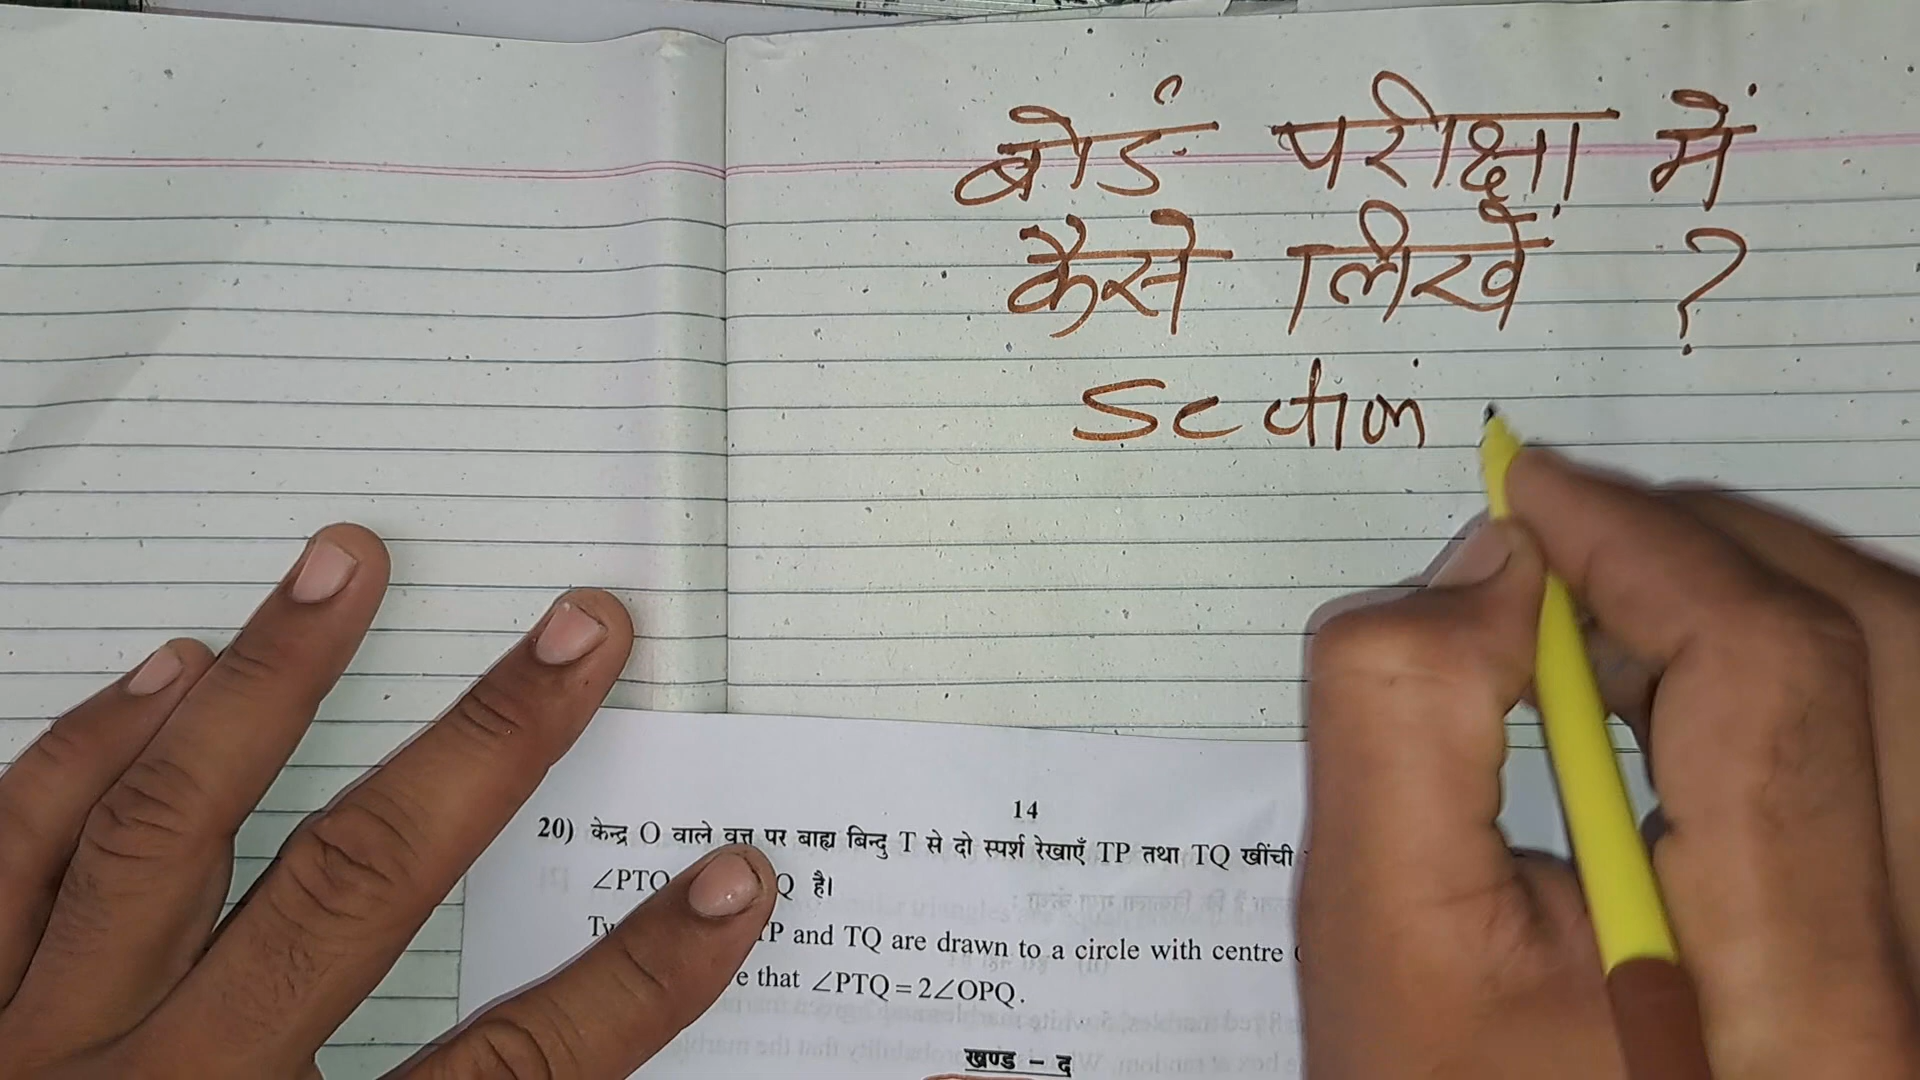 बोर्ड परीक्षा में
कैसे लिखें ?
Section
14
20) केन्द्र O वाले वृत्त पर बाह्य बिन्दु T से दो स्पर्श रेखाएँ TP तथा TQ खींची
∠PTQ Q है।
TP and TQ are drawn to a circle with centre
that ∠PTQ = 2∠OPQ.
खण्ड - द